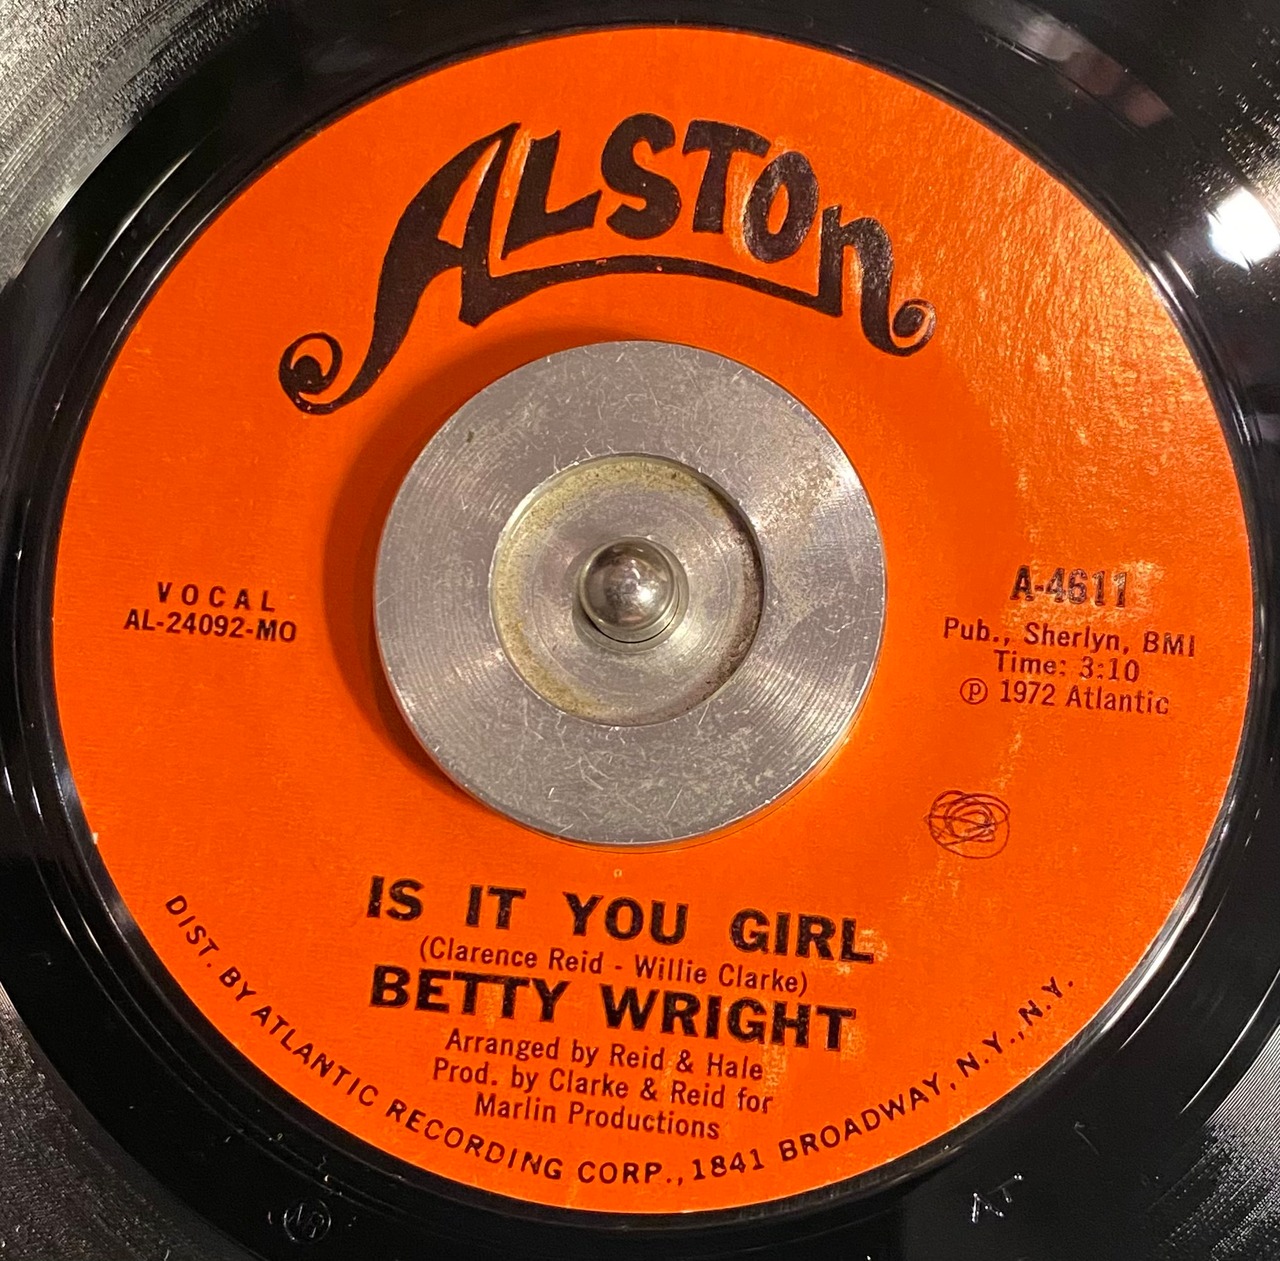 ALSTON
VOCAL
AL-24092-MO
A-4611
Pub., Sherlyn, BMI
Time: 3:10
℗ 1972 Atlantic
IS IT YOU GIRL
(Clarence Reid - Willie Clarke)
BETTY WRIGHT
Arranged by Reid & Hale
Prod. by Clarke & Reid for
Marlin Productions
DIST. BY ATLANTIC RECORDING CORP., 1841 BROADWAY, N.Y., N.Y.
MR
AT